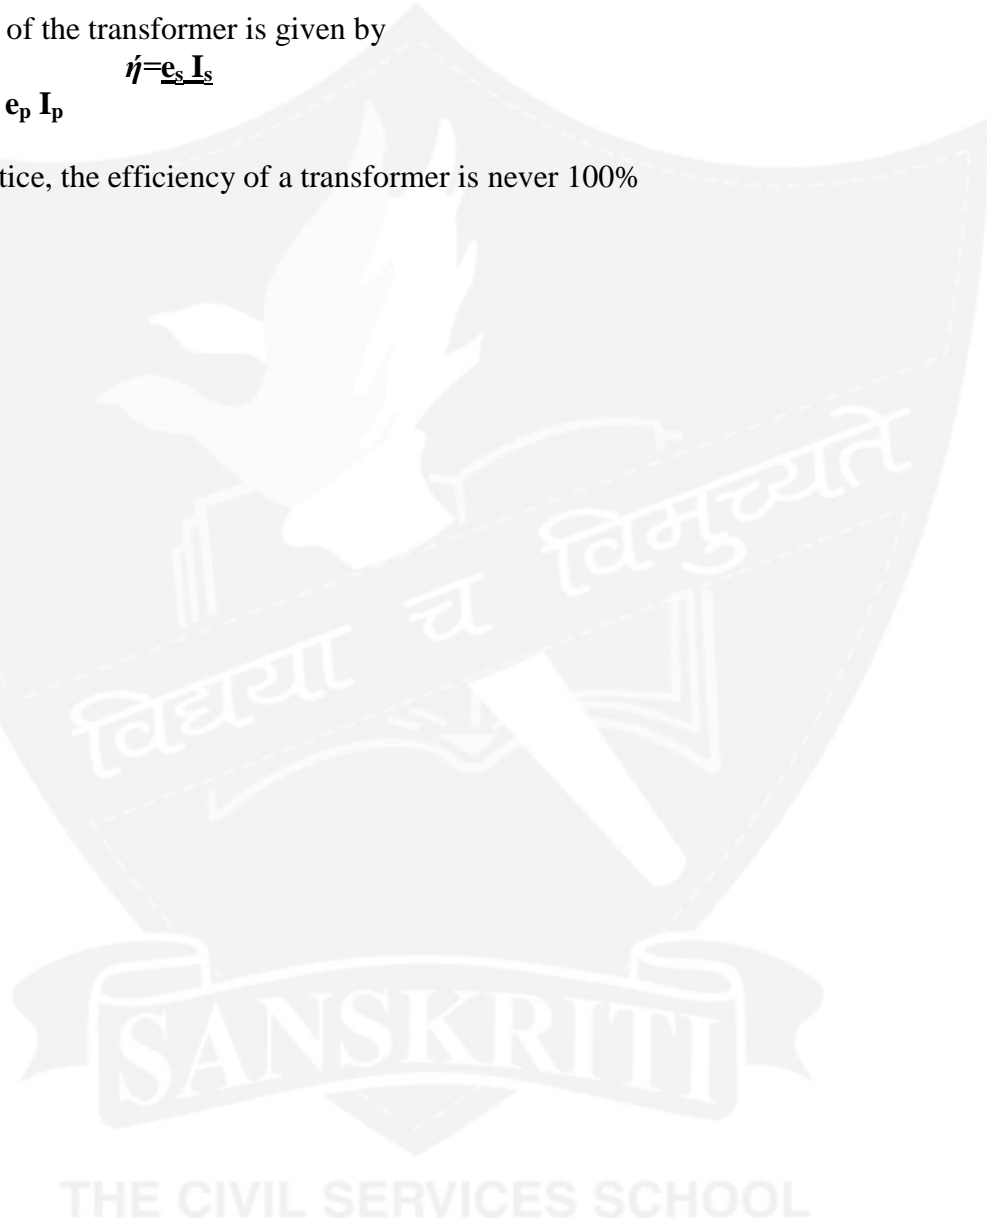 of the transformer is given by
ή=es Is
ep Ip
tice, the efficiency of a transformer is never 100%
विद्यया च विमुच्यते
SANSKRITI
THE CIVIL SERVICES SCHOOL